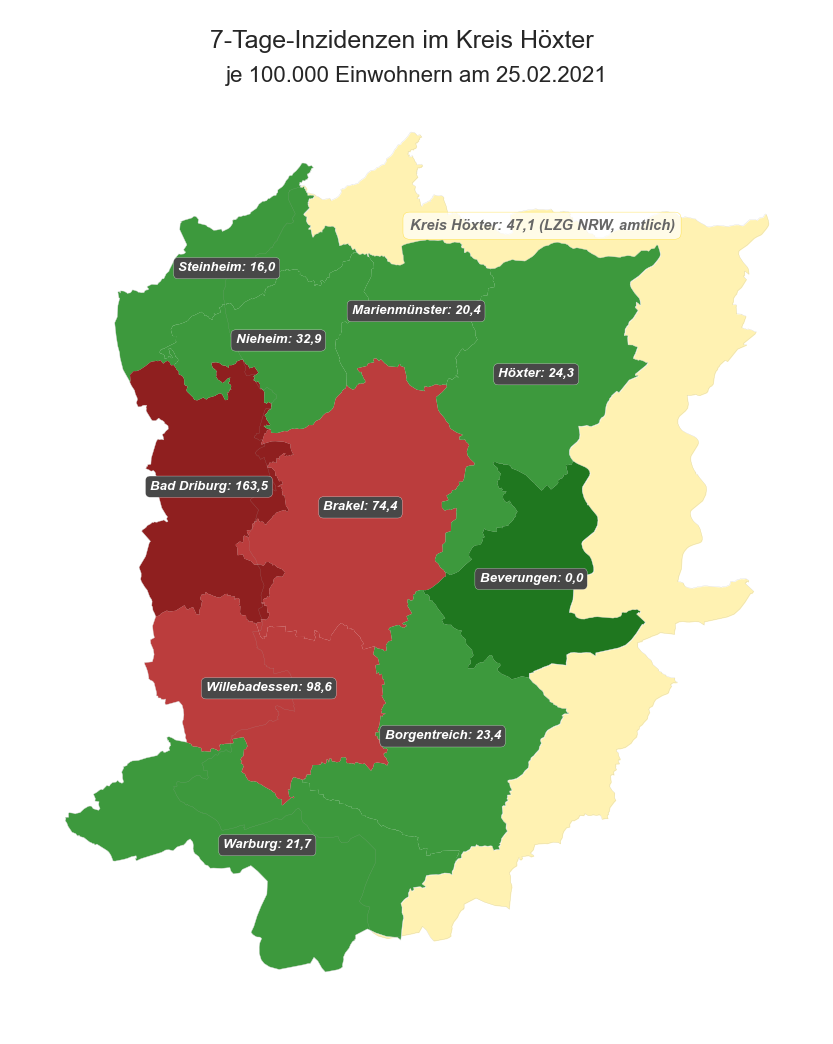 7-Tage-Inzidenzen im Kreis Höxter
je 100.000 Einwohnern am 25.02.2021
Kreis Höxter: 47,1 (LZG NRW, amtlich)
Steinheim: 16,0
Marienmünster: 20,4
Nieheim: 32,9
Höxter: 24,3
Bad Driburg: 163,5
Brakel: 74,4
Beverungen: 0,0
Willebadessen: 98,6
Borgentreich: 23,4
Warburg: 21,7